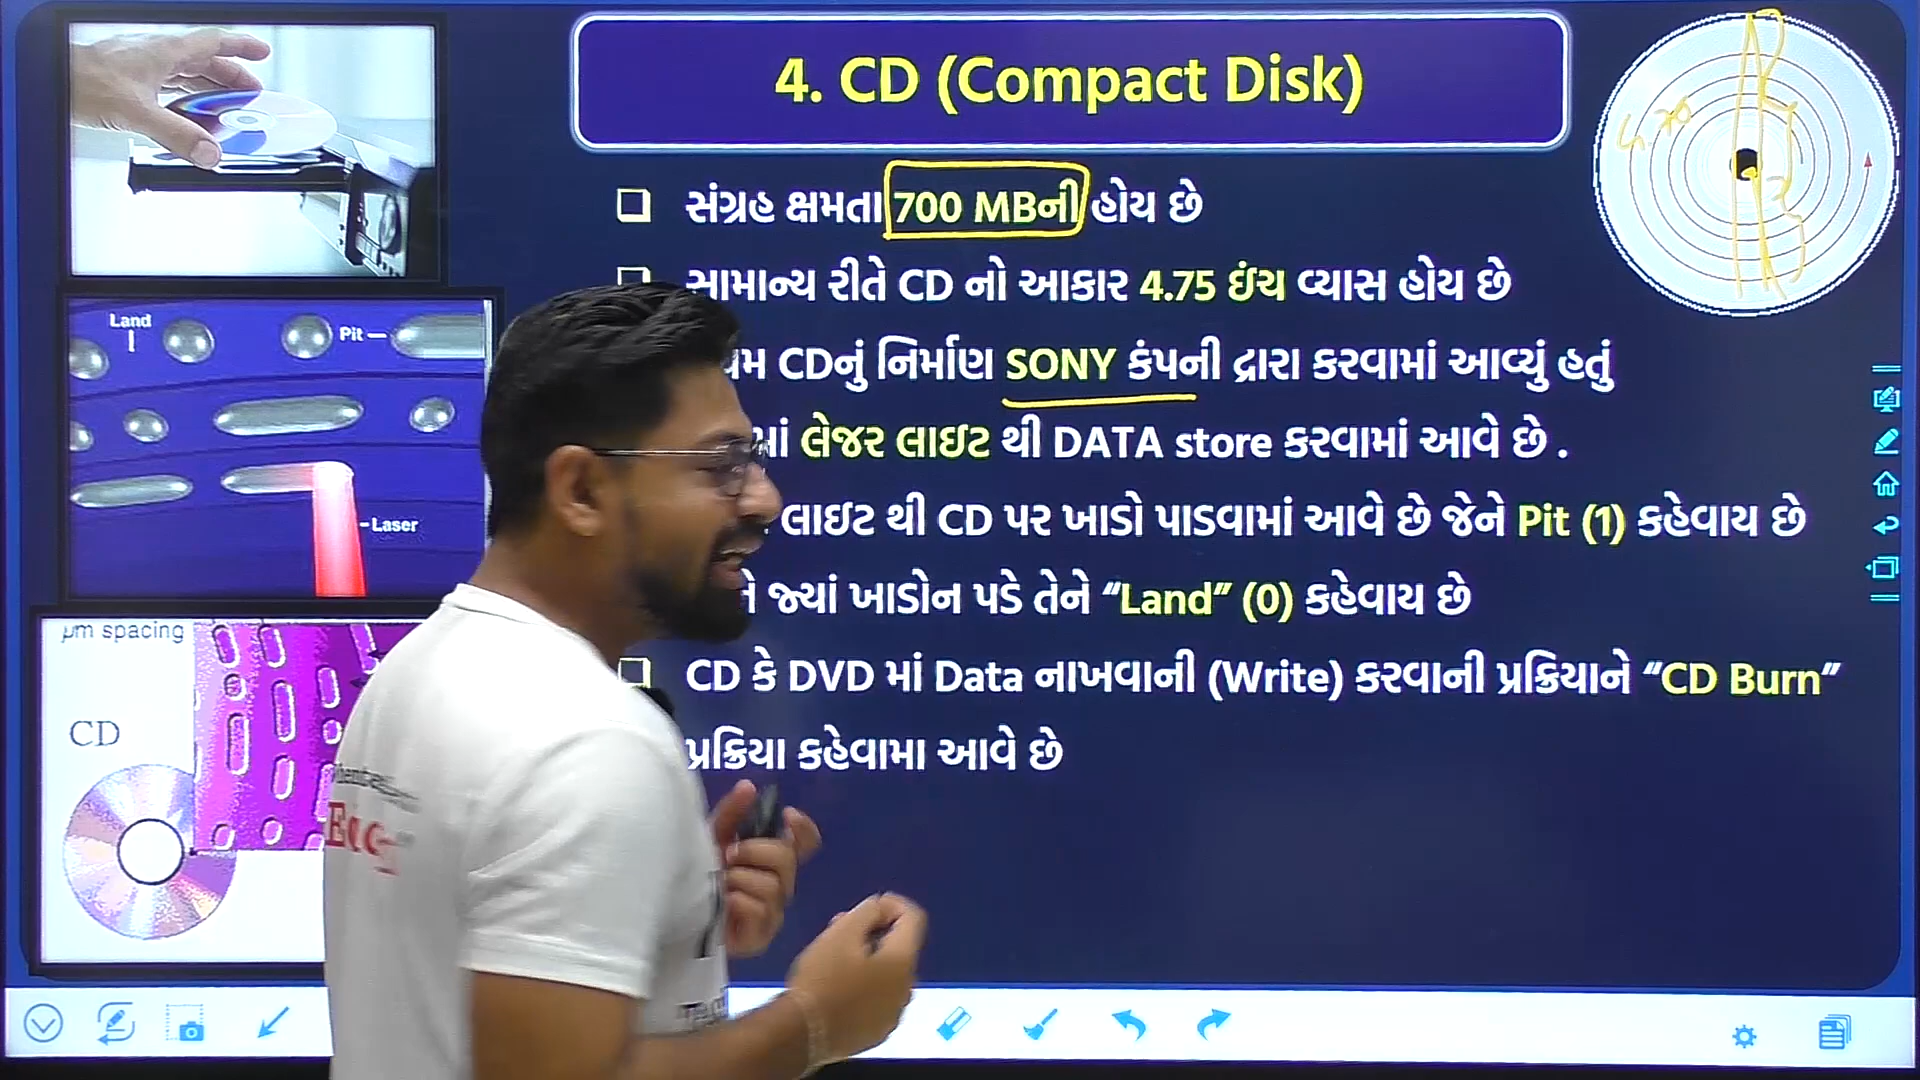 4. CD (Compact Disk)
સંગ્રહ ક્ષમતા 700 MBની હોય છે
સામાન્ય રીતે CD નો આકાર 4.75 ઇંચ વ્યાસ હોય છે
CDનું નિર્માણ SONY કંપની દ્રારા કરવામાં આવ્યું હતું
લેજર લાઇટ થી DATA store કરવામાં આવે છે .
લાઇટ થી CD પર ખાડો પાડવામાં આવે છે જેને Pit (1) કહેવાય છે
જ્યાં ખાડોન પડે તેને “Land” (0) કહેવાય છે
CD કે DVD માં Data નાખવાની (Write) કરવાની પ્રક્રિયાને “CD Burn”
પ્રક્રિયા કહેવામા આવે છે
Land
Pit
Laser
µm spacing
CD